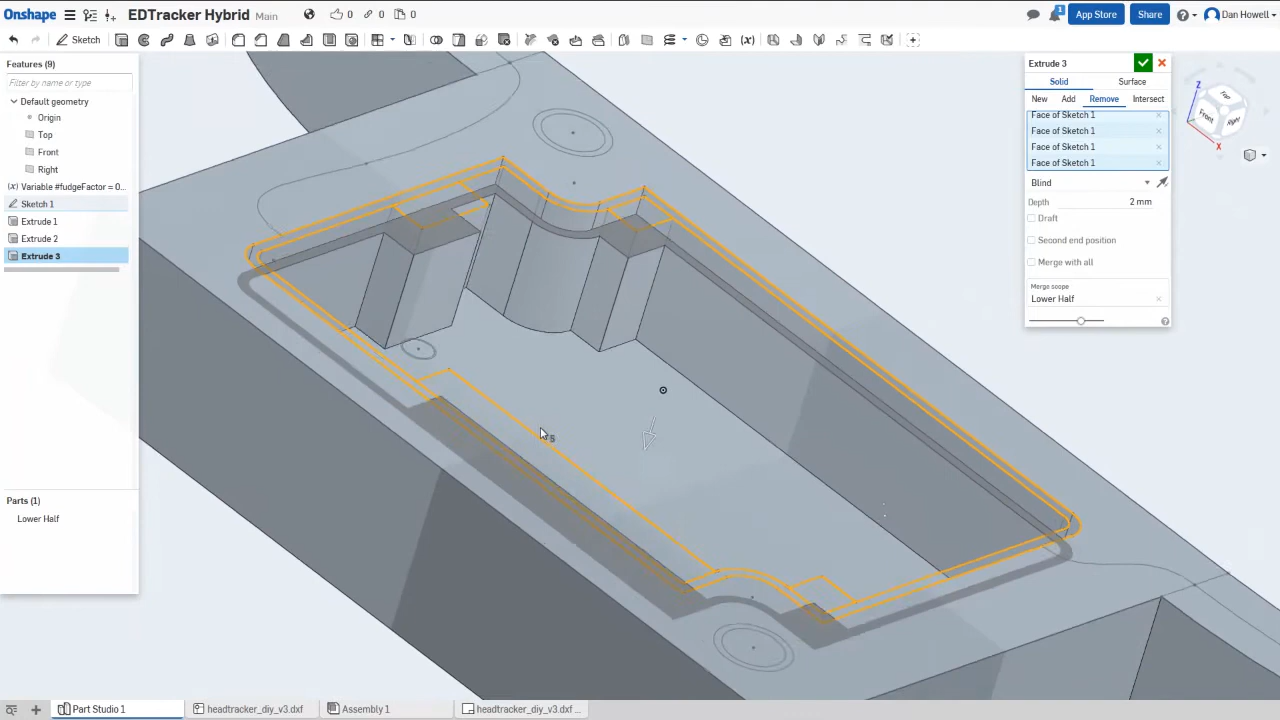 Onshape EDTracker Hybrid Main 0 0 0 1 App Store Share Dan Howell
Sketch
Features (9)
Filter by name or type
Default geometry
Origin
Top
Front
Right
(x) Variable #fudgeFactor = 0...
Sketch 1
Extrude 1
Extrude 2
Extrude 3
Parts (1)
Lower Half
Extrude 3
Solid Surface
New Add Remove Intersect
Face of Sketch 1
Face of Sketch 1
Face of Sketch 1
Face of Sketch 1
Blind
Depth 2 mm
Draft
Second end position
Merge with all
Merge scope
Lower Half
Z
Top
Front
Right
X
Part Studio 1 headtracker_diy_v3.dxf Assembly 1 headtracker_diy_v3.dxf ...